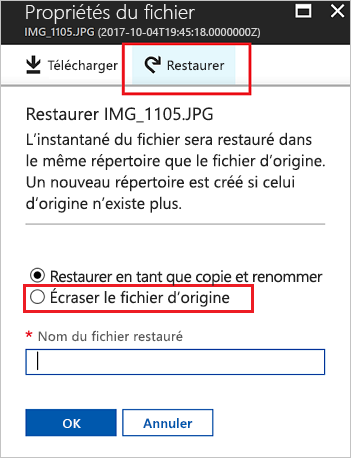 Propriétés du fichier
IMG_1105.JPG (2017-10-04T19:45:18.0000000Z)
Télécharger Restaurer
Restaurer IMG_1105.JPG
L'instantané du fichier sera restauré dans
le même répertoire que le fichier d'origine.
Un nouveau répertoire est créé si celui
d'origine n'existe plus.
Restaurer en tant que copie et renommer
Écraser le fichier d'origine
* Nom du fichier restauré
OK Annuler